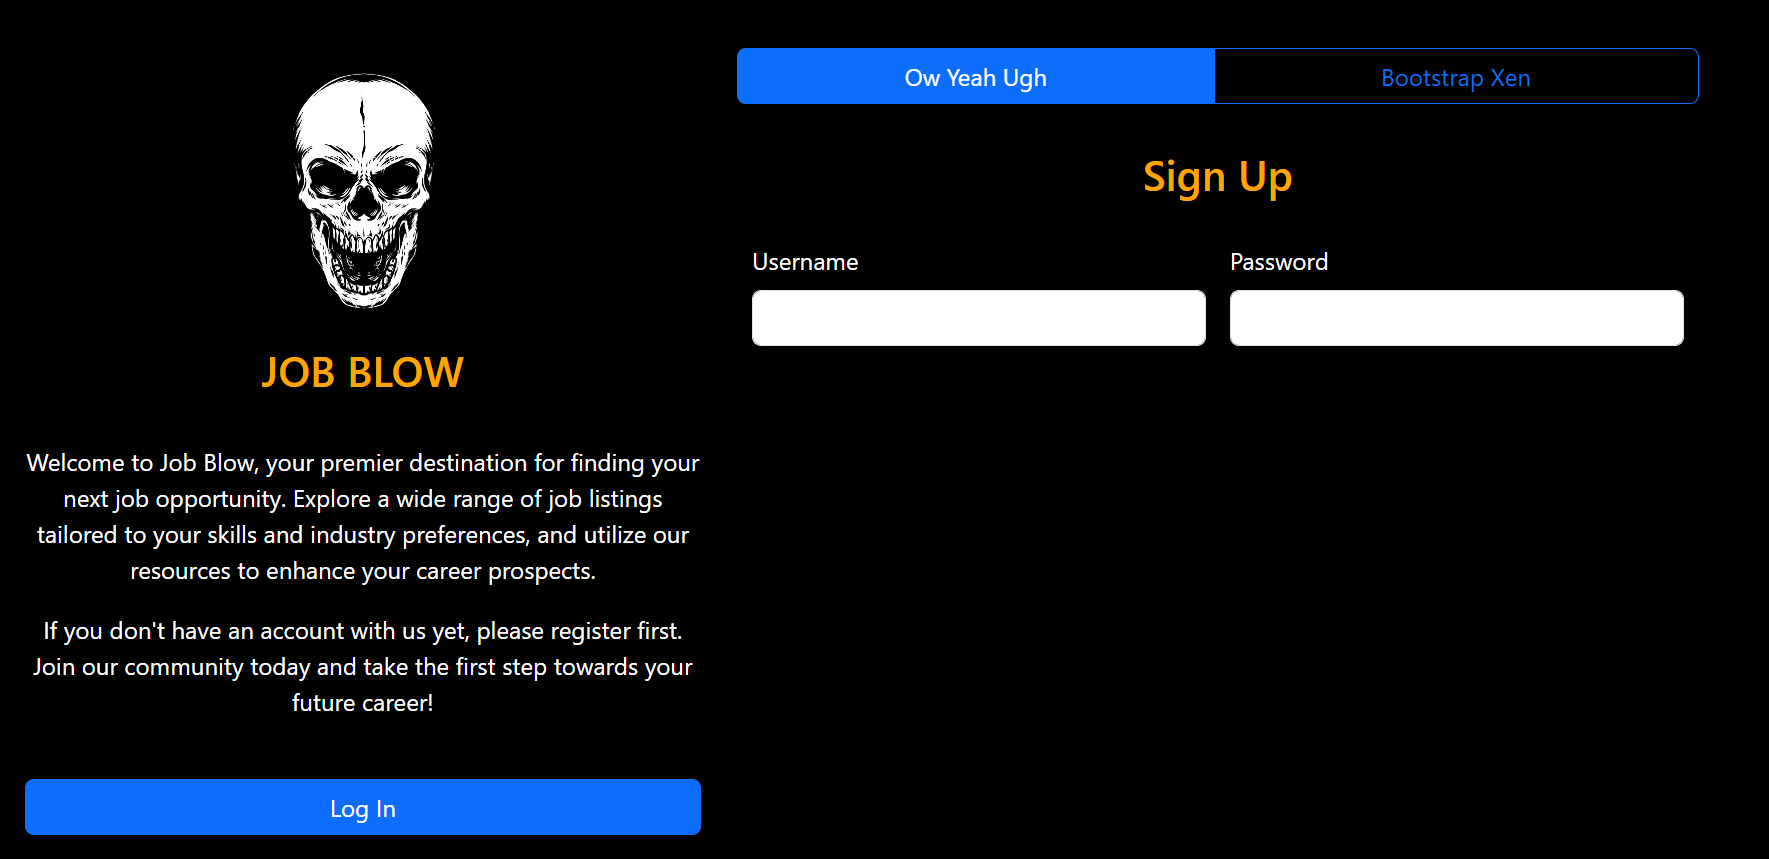 JOB BLOW
Welcome to Job Blow, your premier destination for finding your
next job opportunity. Explore a wide range of job listings
tailored to your skills and industry preferences, and utilize our
resources to enhance your career prospects.
If you don't have an account with us yet, please register first.
Join our community today and take the first step towards your
future career!
Log In
Ow Yeah Ugh
Bootstrap Xen
Sign Up
Username
Password